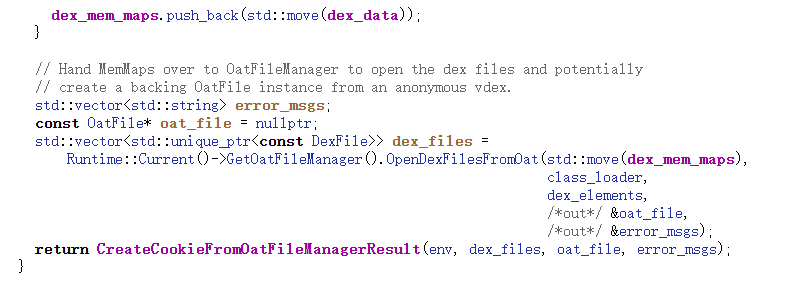 dex_mem_maps.push_back(std::move(dex_data));
}
// Hand MemMaps over to OatFileManager to open the dex files and potentially
// create a backing OatFile instance from an anonymous vdex.
std::vector<std::string> error_msgs;
const OatFile* oat_file = nullptr;
std::vector<std::unique_ptr<const DexFile>> dex_files =
Runtime::Current()->GetOatFileManager().OpenDexFilesFromOat(std::move(dex_mem_maps),
class_loader,
dex_elements,
/*out*/ &oat_file,
/*out*/ &error_msgs);
return CreateCookieFromOatFileManagerResult(env, dex_files, oat_file, error_msgs);
}